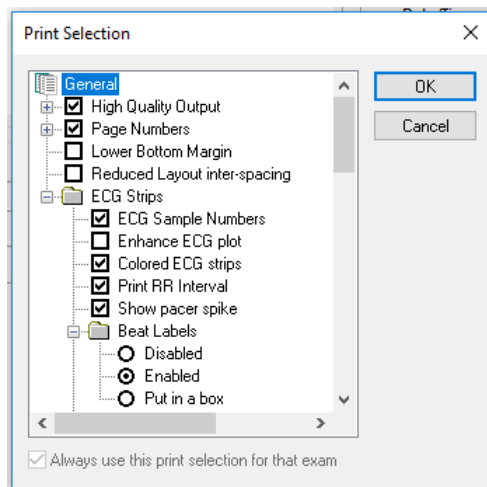 Print Selection
General
OK
High Quality Output
Page Numbers
Cancel
Lower Bottom Margin
Reduced Layout inter-spacing
ECG Strips
ECG Sample Numbers
Enhance ECG plot
Colored ECG strips
Print RR Interval
Show pacer spike
Beat Labels
Disabled
Enabled
Put in a box
Always use this print selection for that exam